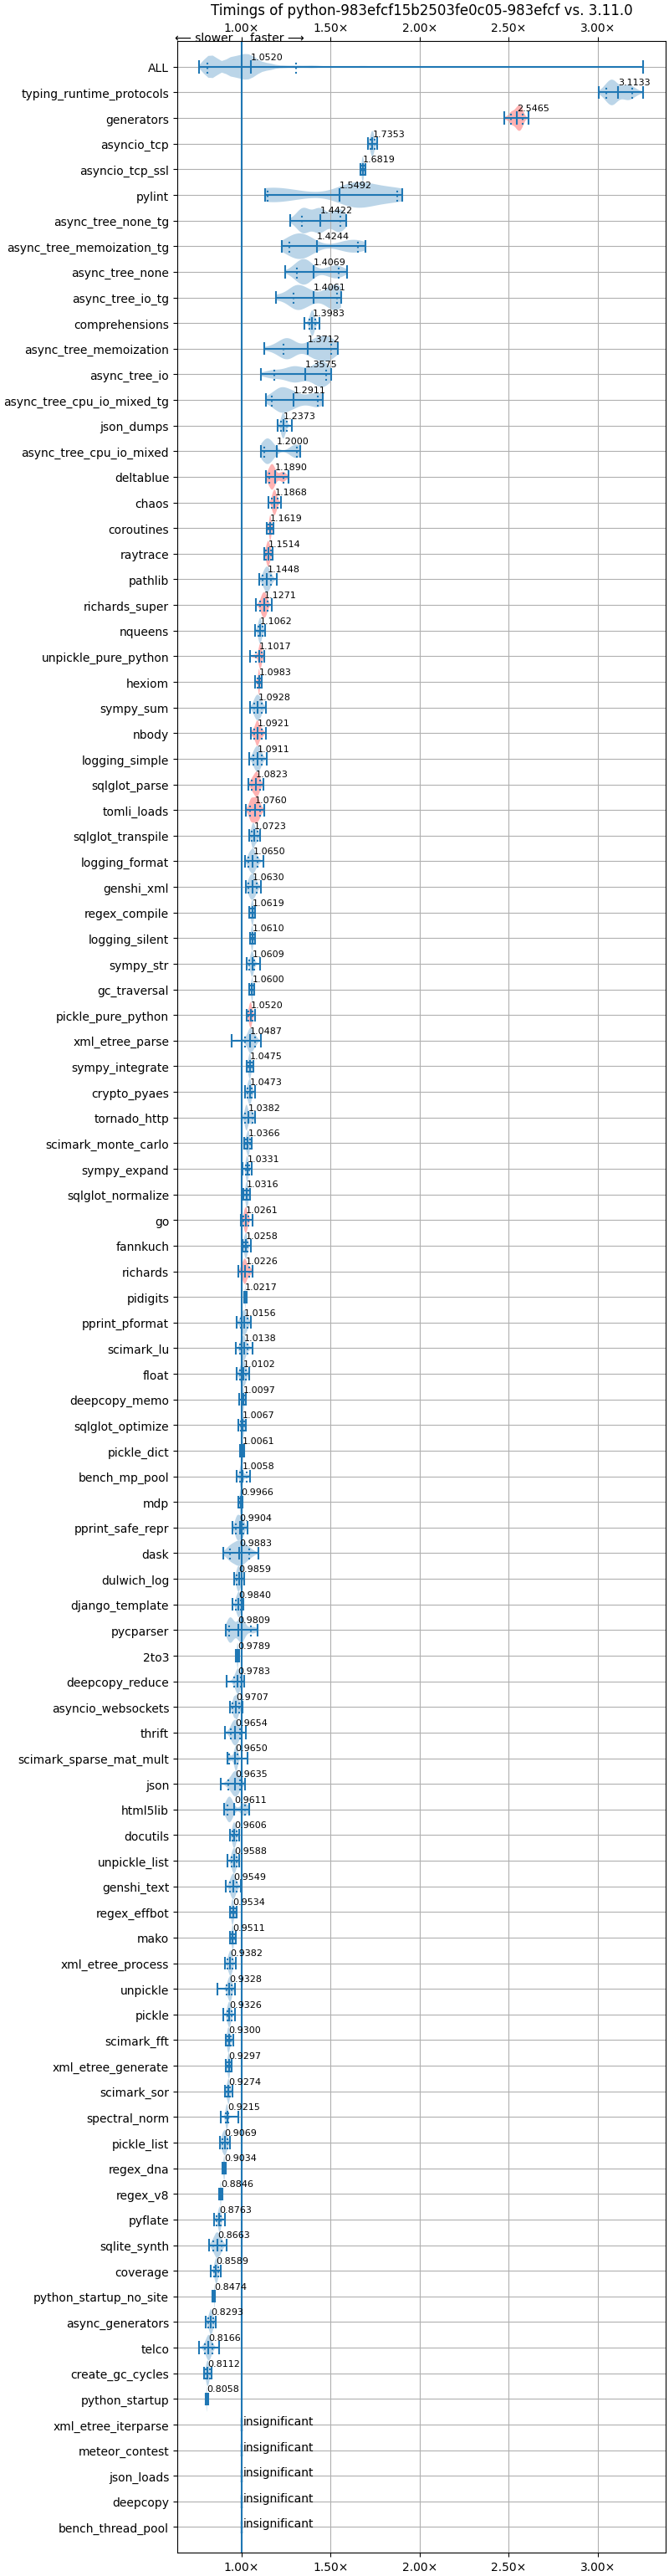 Timings of python-983efcf15b2503fe0c05-983efcf vs. 3.11.0
1.00× 1.50× 2.00× 2.50× 3.00×
⟵ slower faster ⟶
ALL 1.0520
typing_runtime_protocols 3.1133
generators 2.5465
asyncio_tcp 1.7353
asyncio_tcp_ssl 1.6819
pylint 1.5492
async_tree_none_tg 1.4422
async_tree_memoization_tg 1.4244
async_tree_none 1.4069
async_tree_io_tg 1.4061
comprehensions 1.3983
async_tree_memoization 1.3712
async_tree_io 1.3575
async_tree_cpu_io_mixed_tg 1.2911
json_dumps 1.2373
async_tree_cpu_io_mixed 1.2000
deltablue 1.1890
chaos 1.1868
coroutines 1.1619
raytrace 1.1514
pathlib 1.1448
richards_super 1.1271
nqueens 1.1062
unpickle_pure_python 1.1017
hexiom 1.0983
sympy_sum 1.0928
nbody 1.0921
logging_simple 1.0911
sqlglot_parse 1.0823
tomli_loads 1.0760
sqlglot_transpile 1.0723
logging_format 1.0650
genshi_xml 1.0630
regex_compile 1.0619
logging_silent 1.0610
sympy_str 1.0609
gc_traversal 1.0600
pickle_pure_python 1.0520
xml_etree_parse 1.0487
sympy_integrate 1.0475
crypto_pyaes 1.0473
tornado_http 1.0382
scimark_monte_carlo 1.0366
sympy_expand 1.0331
sqlglot_normalize 1.0316
go 1.0261
fannkuch 1.0258
richards 1.0226
pidigits 1.0217
pprint_pformat 1.0156
scimark_lu 1.0138
float 1.0102
deepcopy_memo 1.0097
sqlglot_optimize 1.0067
pickle_dict 1.0061
bench_mp_pool 1.0058
mdp 0.9966
pprint_safe_repr 0.9904
dask 0.9883
dulwich_log 0.9859
django_template 0.9840
pycparser 0.9809
2to3 0.9789
deepcopy_reduce 0.9783
asyncio_websockets 0.9707
thrift 0.9654
scimark_sparse_mat_mult 0.9650
json 0.9635
html5lib 0.9611
docutils 0.9606
unpickle_list 0.9588
genshi_text 0.9549
regex_effbot 0.9534
mako 0.9511
xml_etree_process 0.9382
unpickle 0.9328
pickle 0.9326
scimark_fft 0.9300
xml_etree_generate 0.9297
scimark_sor 0.9274
spectral_norm 0.9215
pickle_list 0.9069
regex_dna 0.9034
regex_v8 0.8846
pyflate 0.8763
sqlite_synth 0.8663
coverage 0.8589
python_startup_no_site 0.8474
async_generators 0.8293
telco 0.8166
create_gc_cycles 0.8112
python_startup 0.8058
xml_etree_iterparse insignificant
meteor_contest insignificant
json_loads insignificant
deepcopy insignificant
bench_thread_pool insignificant
1.00× 1.50× 2.00× 2.50× 3.00×